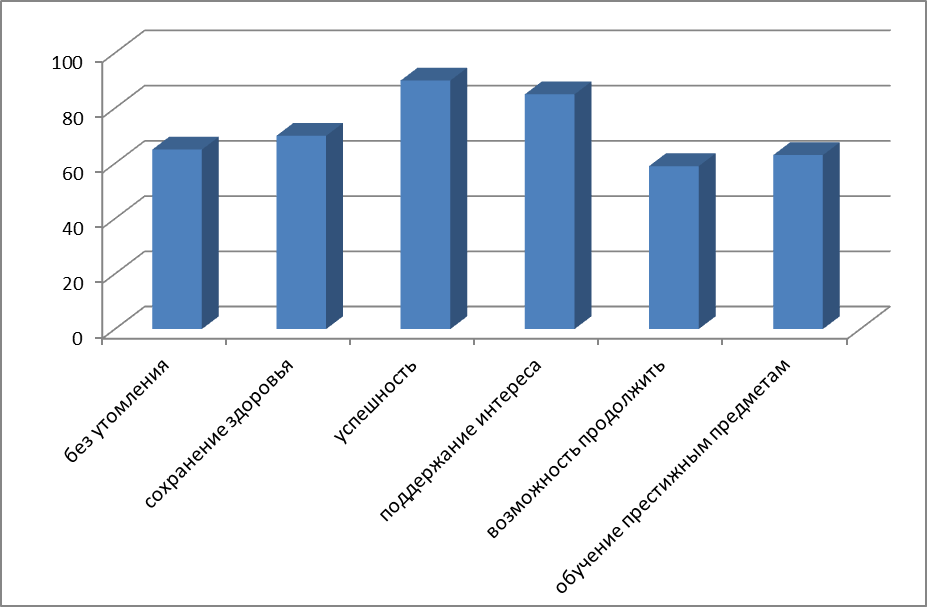 100
80
60
40
20
0
без утомления
сохранение здоровья
успешность
поддержание интереса
возможность продолжить
обучение престижным предметам